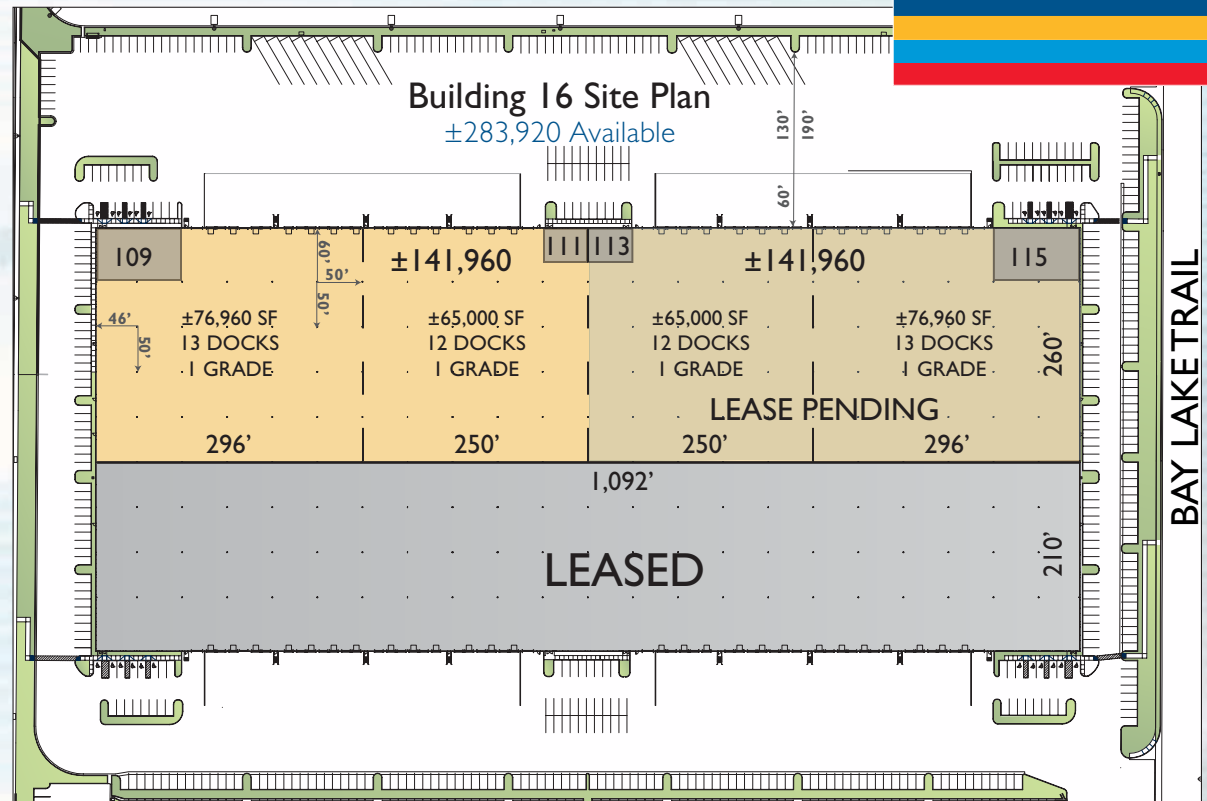 Building 16 Site Plan
±283,920 Available
130'
190'
60'
109
111
113
115
60'
50'
50'
46'
50'
±141,960
±141,960
±76,960 SF
13 DOCKS
1 GRADE
±65,000 SF
12 DOCKS
1 GRADE
±65,000 SF
12 DOCKS
1 GRADE
±76,960 SF
13 DOCKS
1 GRADE
260'
LEASE PENDING
296'
250'
250'
296'
1,092'
LEASED
210'
BAY LAKE TRAIL